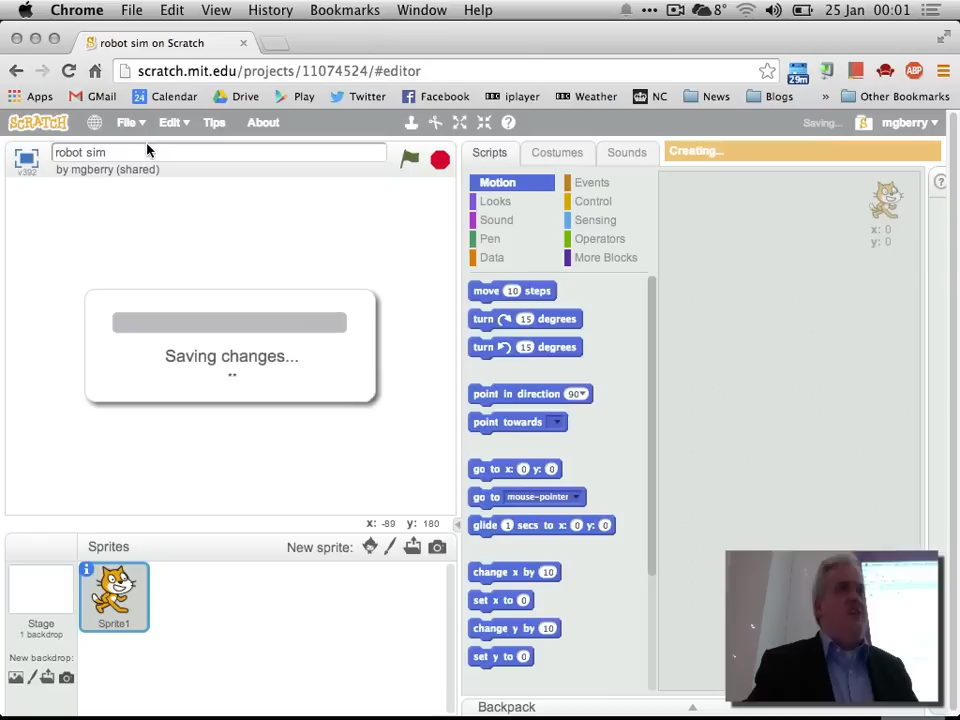 Chrome File Edit View History Bookmarks Window Help 8° 25 Jan 00:01
robot sim on Scratch
scratch.mit.edu/projects/11074524/#editor 29m ABP
Apps GMail 24 Calendar Drive Play Twitter Facebook BBC iplayer BBC Weather NC News Blogs » Other Bookmarks
SCRATCH File Edit Tips About Saving... mgberry
v392 robot sim
by mgberry (shared)
Scripts Costumes Sounds Creating...
Motion Events
Looks Control
Sound Sensing
Pen Operators
Data More Blocks
x: 0
y: 0
move 10 steps
turn 15 degrees
turn 15 degrees
point in direction 90
point towards
go to x: 0 y: 0
go to mouse-pointer
glide 1 secs to x: 0 y: 0
change x by 10
set x to 0
change y by 10
set y to 0
Saving changes...
x: -89 y: 180
Sprites New sprite:
Stage
1 backdrop
New backdrop:
Sprite1
Backpack